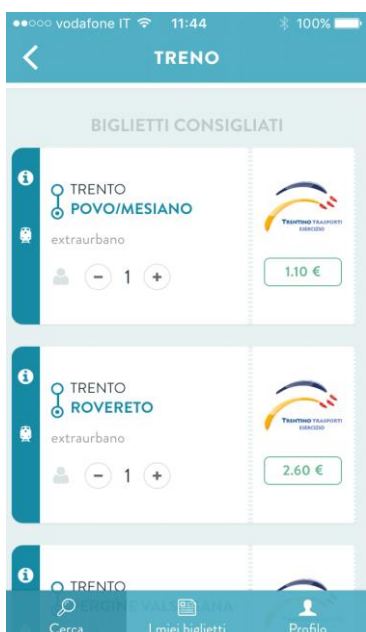 vodafone IT 11:44 100%
TRENO
BIGLIETTI CONSIGLIATI
TRENTO
POVO/MESIANO
extraurbano
1
TRENTINO TRASPORTI
ESERCIZIO
1.10 €
TRENTO
ROVERETO
extraurbano
1
TRENTINO TRASPORTI
ESERCIZIO
2.60 €
TRENTO
Cerca
I miei biglietti
Profilo